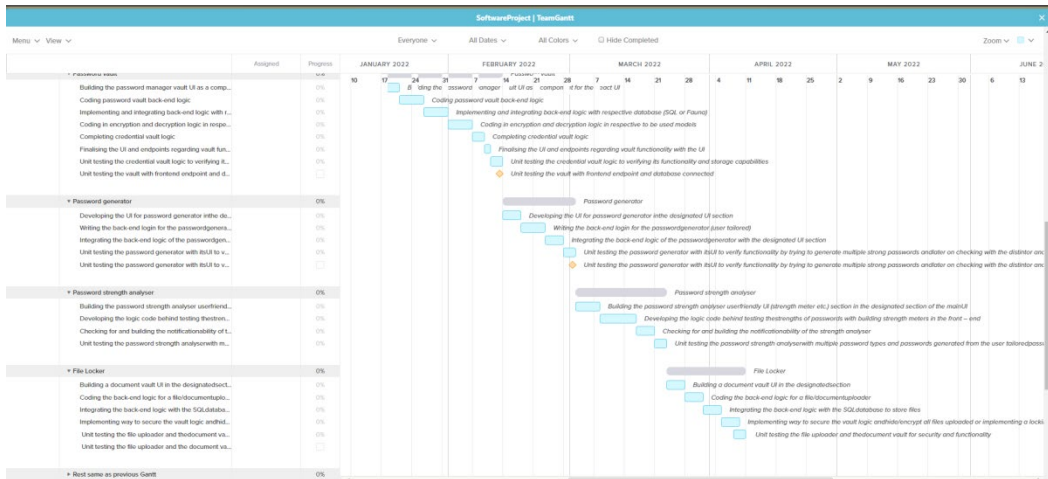 SoftwareProject | TeamGantt
Menu View Everyone All Dates All Colors Hide Completed Zoom
Assigned Progress JANUARY 2022 FEBRUARY 2022 MARCH 2022 APRIL 2022 MAY 2022 JUNE 2
10 17 24 31 7 14 21 28 7 14 21 28 4 11 18 25 2 9 16 23 30 6 13
Password vault 0%
Building the password manager vault UI as a comp... 0%
Coding password vault back-end logic 0% Coding password vault back-end logic
Implementing and integrating back-end logic with r... 0% Implementing and integrating back-end logic with respective database (SQL or Fauna)
Coding in encryption and decryption logic in respe... 0% Coding in encryption and decryption logic in respective to be used models
Completing credential vault logic 0% Completing credential vault logic
Finalising the UI and endpoints regarding vault fun... 0% Finalising the UI and endpoints regarding vault functionality with the UI
Unit testing the credential vault logic to verifying it... 0% Unit testing the credential vault logic to verifying its functionality and storage capabilities
Unit testing the vault with frontend endpoint and d... Unit testing the vault with frontend endpoint and database connected
Password generator 0% Password generator
Developing the UI for password generator inthe de... 0% Developing the UI for password generator inthe designated UI section
Writing the back-end login for the passwordgenera... 0% Writing the back-end login for the passwordgenerator (user tailored)
Integrating the back-end logic of the passwordgen... 0% Integrating the back-end logic of the passwordgenerator with the designated UI section
Unit testing the password generator with itsUI to v... 0% Unit testing the password generator with itsUI to verify functionality by trying to generate multiple strong passwords andlater on checking with the distintor anc
Unit testing the password generator with itsUI to v... Unit testing the password generator with itsUI to verify functionality by trying to generate multiple strong passwords andlater on checking with the distintor anc
Password strength analyser 0% Password strength analyser
Building the password strength analyser userfriend... 0% Building the password strength analyser userfriendly UI (strength meter etc.) section in the designated section of the mainUI
Developing the logic code behind testing thestren... 0% Developing the logic code behind testing thestrengths of passwords with building strength meters in the front – end
Checking for and building the notificationability of t... 0% Checking for and building the notificationability of the strength analyser
Unit testing the password strength analyserwith m... 0% Unit testing the password strength analyserwith multiple password types and passwords generated from the user tailoredpass
File Locker 0% File Locker
Building a document vault UI in the designatedsect... 0% Building a document vault UI in the designatedsection
Coding the back-end logic for a file/documentuplo... 0% Coding the back-end logic for a file/documentuploader
Integrating the back-end logic with the SQLdataba... 0% Integrating the back-end logic with the SQLdatabase to store files
Implementing way to secure the vault logic andhid... 0% Implementing way to secure the vault logic andhide/encrypt all files uploaded or implementing a locki
Unit testing the file uploader and thedocument va... 0% Unit testing the file uploader and thedocument vault for security and functionality
Unit testing the file uploader and the document va...
Rest same as previous Gantt 0%